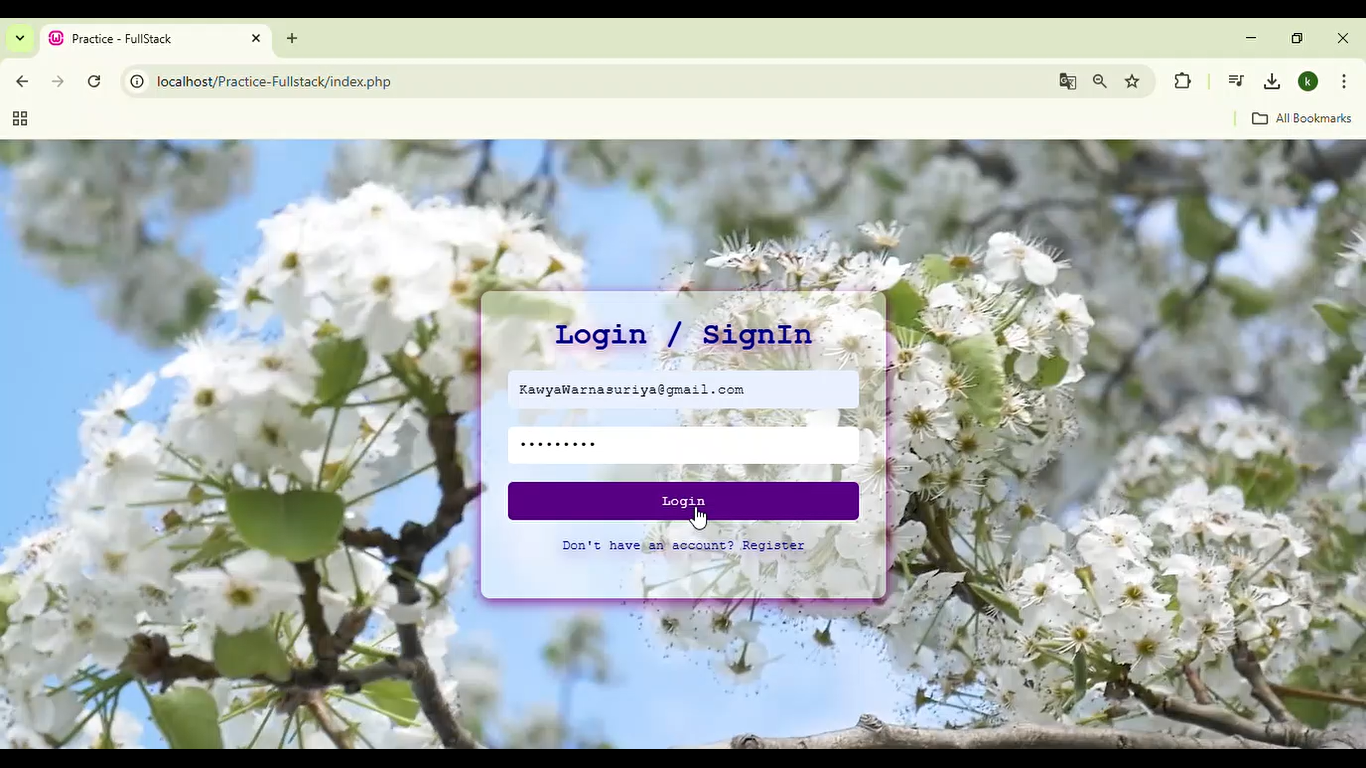 Practice - FullStack
localhost/Practice-Fullstack/index.php
k
All Bookmarks
Login / SignIn
KawyaWarnasuriya@gmail.com
•••••••••
Login
Don't have an account? Register